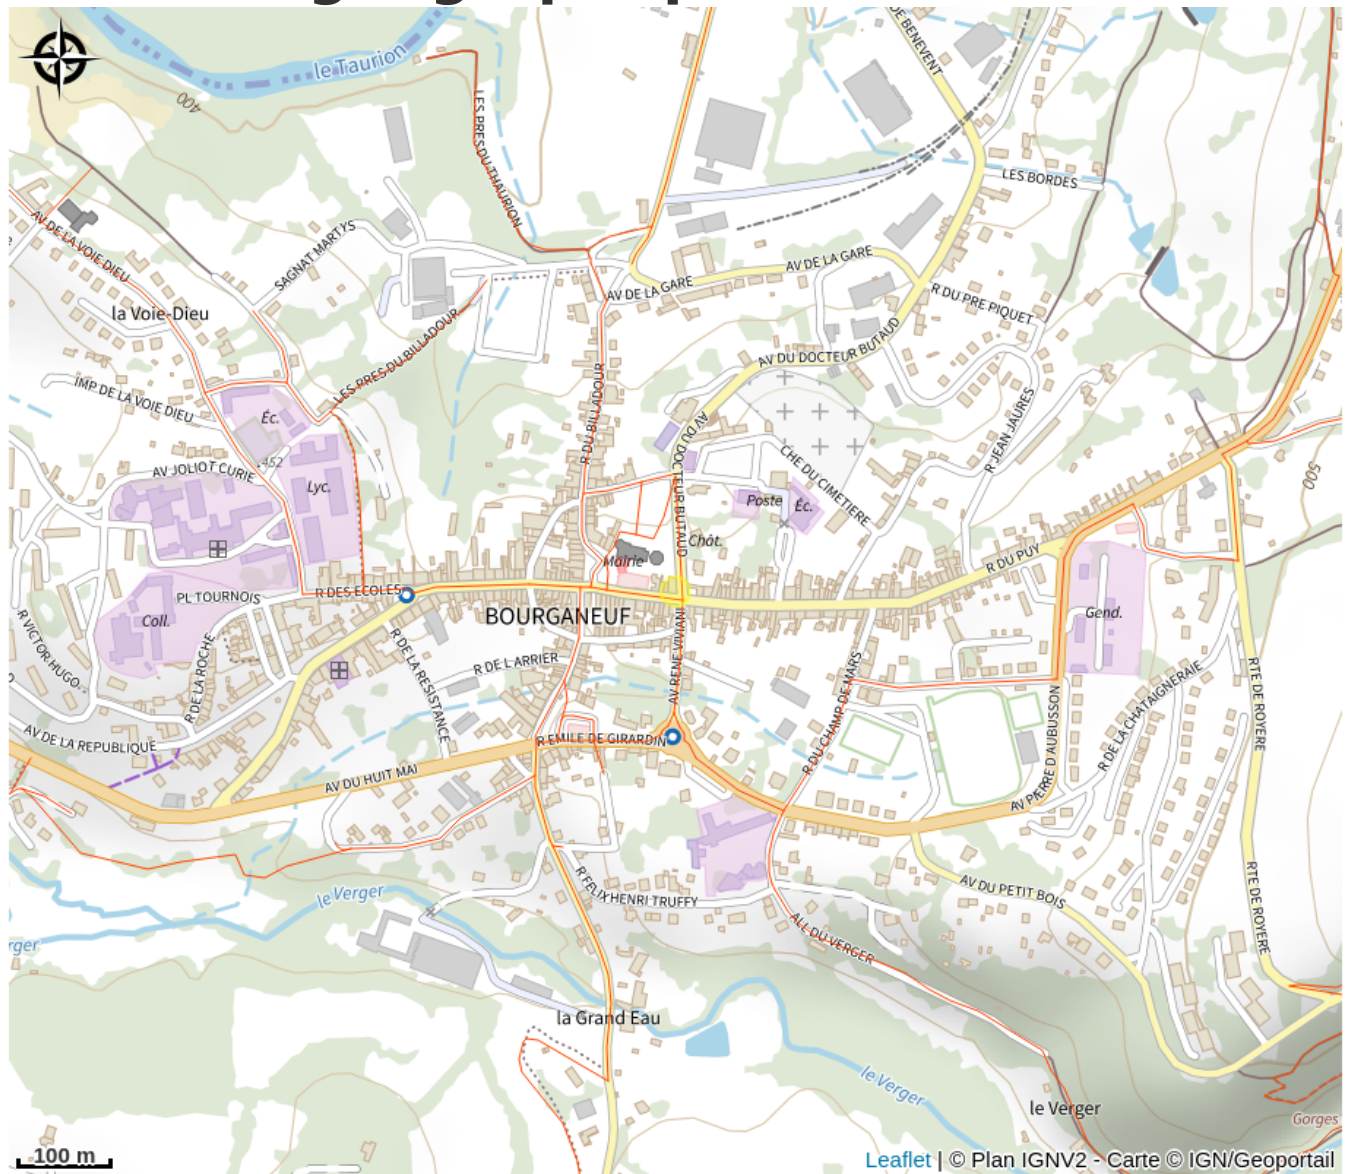 le Taurion
400
DE BENEVENT
LES PRES DU THAURION
LES BORDES
AV DE LA VOIE DIEU
SAGNAT MARTYS
la Voie-Dieu
AV DE LA GARE
AV DE LA GARE
R DU PRE PIQUET
LES PRES DU BILLADOUR
AV DU DOCTEUR BUTAUD
IMP DE LA VOIE DIEU
R DU BILLADOUR
R JEAN JAURES
Éc.
AV DU DOCTEUR BUTAUD
452
AV JOLIOT CURIE
Lyc.
CHE DU CIMETIERE
Poste
Éc.
500
Chât.
Mairie
R DU PUY
R DES ECOLES
PL TOURNOIS
BOURGANEUF
Coll.
Gend.
R VICTOR HUGO
R DE LA ROCHE
R DE LA RESISTANCE
R DE L ARRIER
AV RENE VIVIANI
R DU CHAMP DE MARS
R DE LA CHATAIGNERAIE
RTE DE ROYERE
AV DE LA REPUBLIQUE
R EMILE DE GIRARDIN
AV PIERRE D AUBUSSON
AV DU HUIT MAI
R FELIX HENRI TRUFFY
AV DU PETIT BOIS
RTE DE ROYERE
le Verger
rger
ALL DU VERGER
la Grand Eau
le Verger
le Verger
Gorges
100 m
Leaflet | © Plan IGNV2 - Carte © IGN/Geoportail